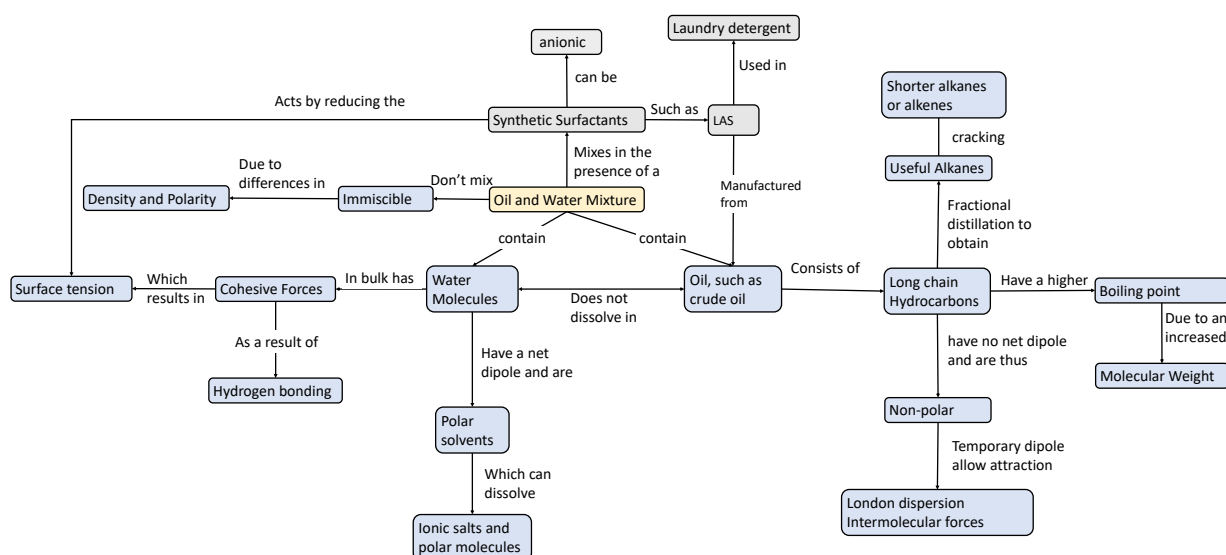 Laundry detergent
anionic
Used in
can be
Shorter alkanes
or alkenes
Acts by reducing the
Such as
Synthetic Surfactants
LAS
cracking
Mixes in the
presence of a
Due to
differences in
Don't mix
Useful Alkanes
Manufactured
from
Density and Polarity
Immiscible
Oil and Water Mixture
Fractional
distillation to
obtain
contain
contain
Which
results in
In bulk has
Water
Molecules
Does not
dissolve in
Oil, such as
crude oil
Consists of
Long chain
Hydrocarbons
Have a higher
Boiling point
Surface tension
Cohesive Forces
Due to an
increased
As a result of
have no net dipole
and are thus
Have a net
dipole and are
Molecular Weight
Hydrogen bonding
Polar
solvents
Non-polar
Temporary dipole
allow attraction
Which can
dissolve
London dispersion
Intermolecular forces
Ionic salts and
polar molecules